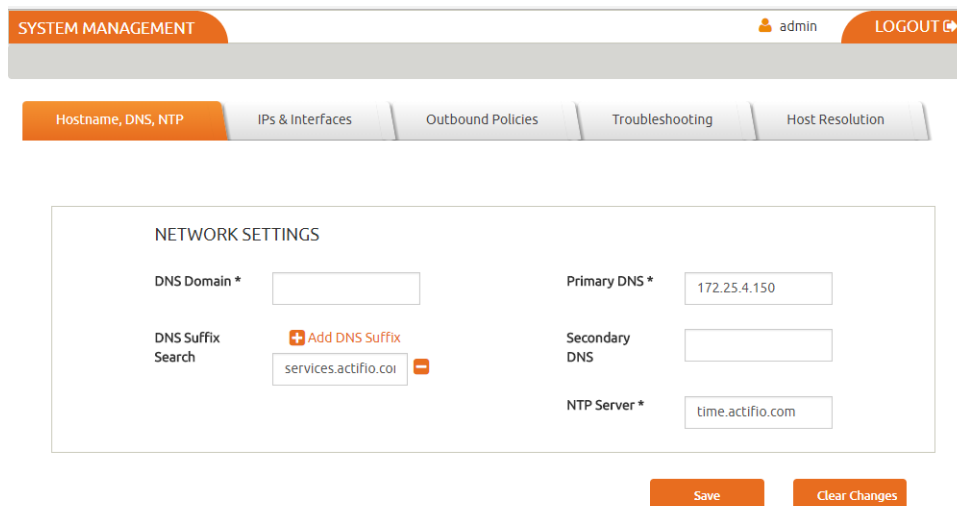 SYSTEM MANAGEMENT
admin
LOGOUT
Hostname, DNS, NTP
IPs & Interfaces
Outbound Policies
Troubleshooting
Host Resolution
NETWORK SETTINGS
DNS Domain *
Primary DNS *
172.25.4.150
DNS Suffix
Search
Add DNS Suffix
services.actifio.co
Secondary
DNS
NTP Server *
time.actifio.com
Save
Clear Changes